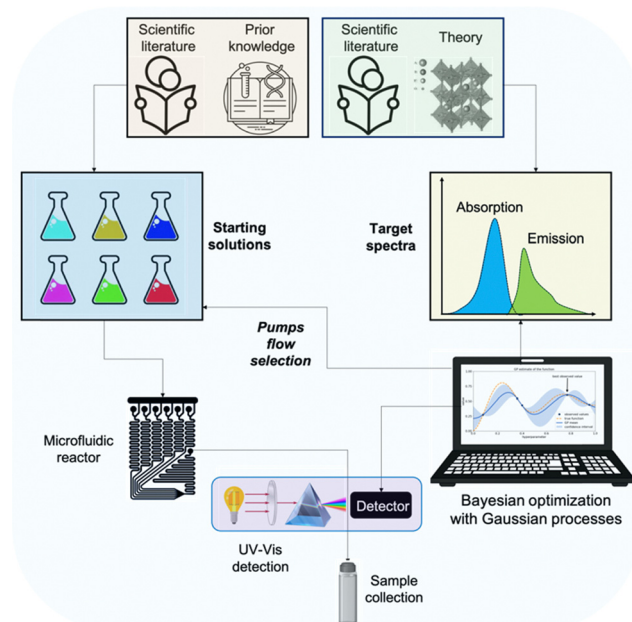 Scientific
literature
Prior
knowledge
Scientific
literature
Theory
Starting
solutions
Target
spectra
Absorption
Emission
Pumps
flow
selection
Microfluidic
reactor
Detector
UV-Vis
detection
Sample
collection
Bayesian optimization
with Gaussian processes